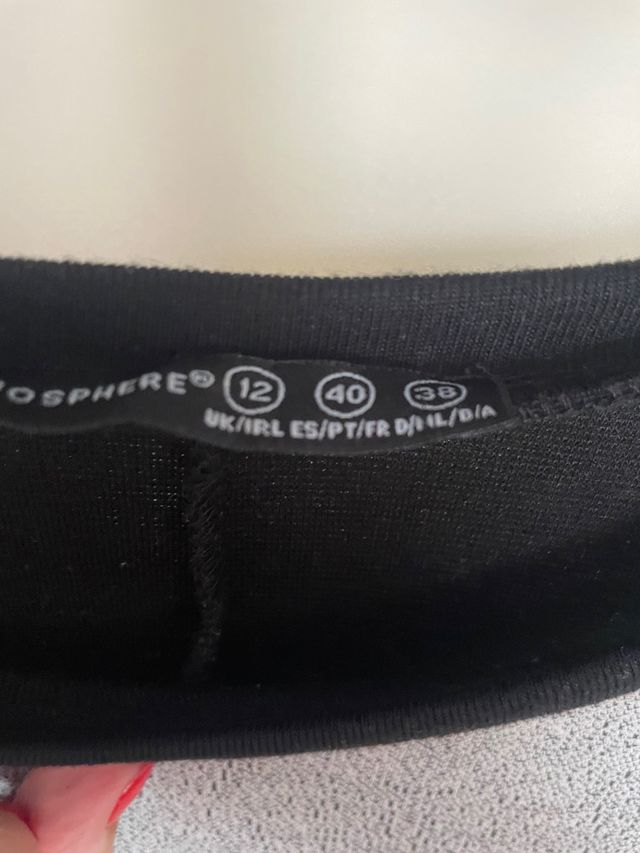 OSPHERE® 12 40 38
UK/IRL ES/PT/FR D/NL/B/A